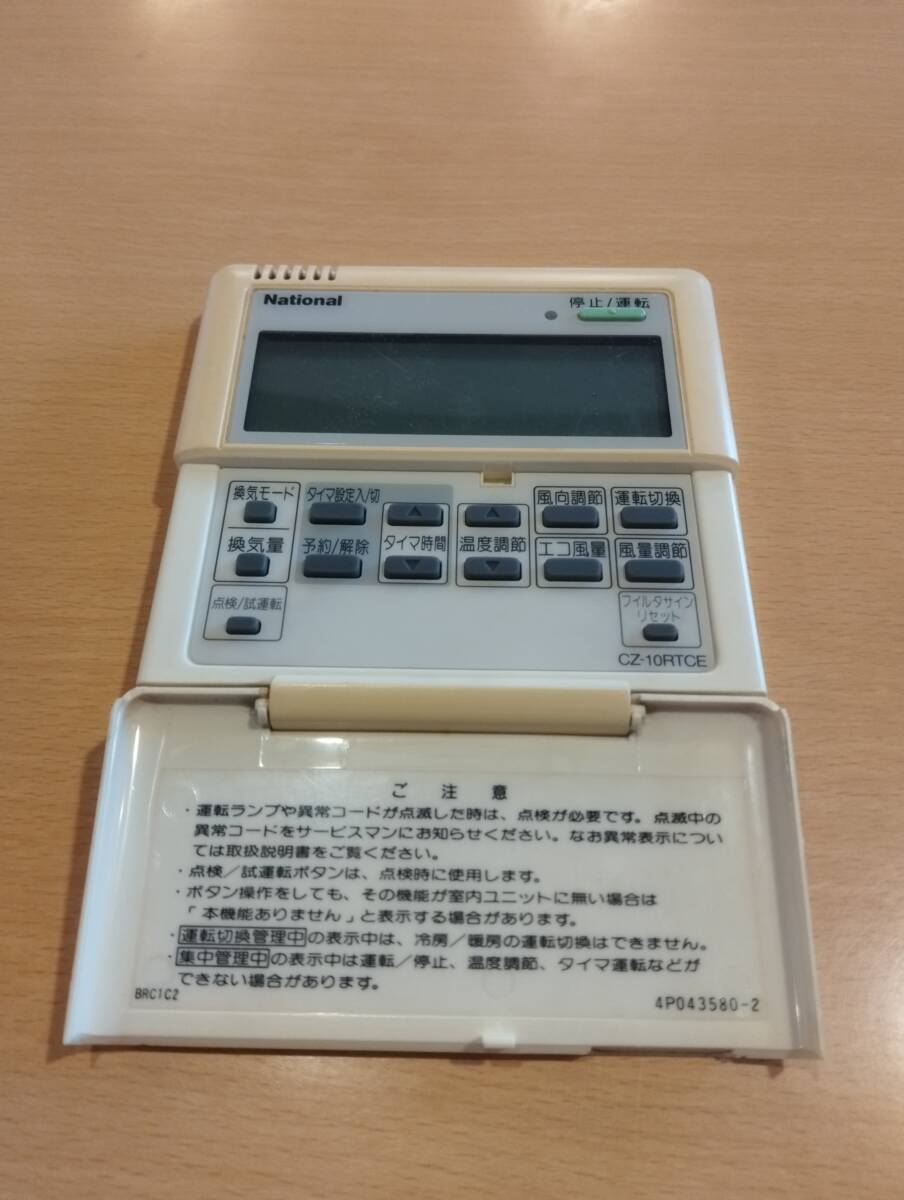 National
停止/運転
換気モード
タイマ設定入/切
風向調節
運転切換
換気量
予約/解除
タイマ時間
温度調節
エコ風量
風量調節
点検/試運転
フイルタサイン
リセット
CZ-10RTCE
ご注意
・運転ランプや異常コードが点滅した時は、点検が必要です。点滅中の
異常コードをサービスマンにお知らせください。なお異常表示につい
ては取扱説明書をご覧ください。
・点検/試運転ボタンは、点検時に使用します。
・ボタン操作をしても、その機能が室内ユニットに無い場合は
「本機能ありません」と表示する場合があります。
・運転切換管理中の表示中は、冷房/暖房の運転切換はできません。
・集中管理中の表示中は運転/停止、温度調節、タイマ運転などが
できない場合があります。
BRC1C2
4P043580-2